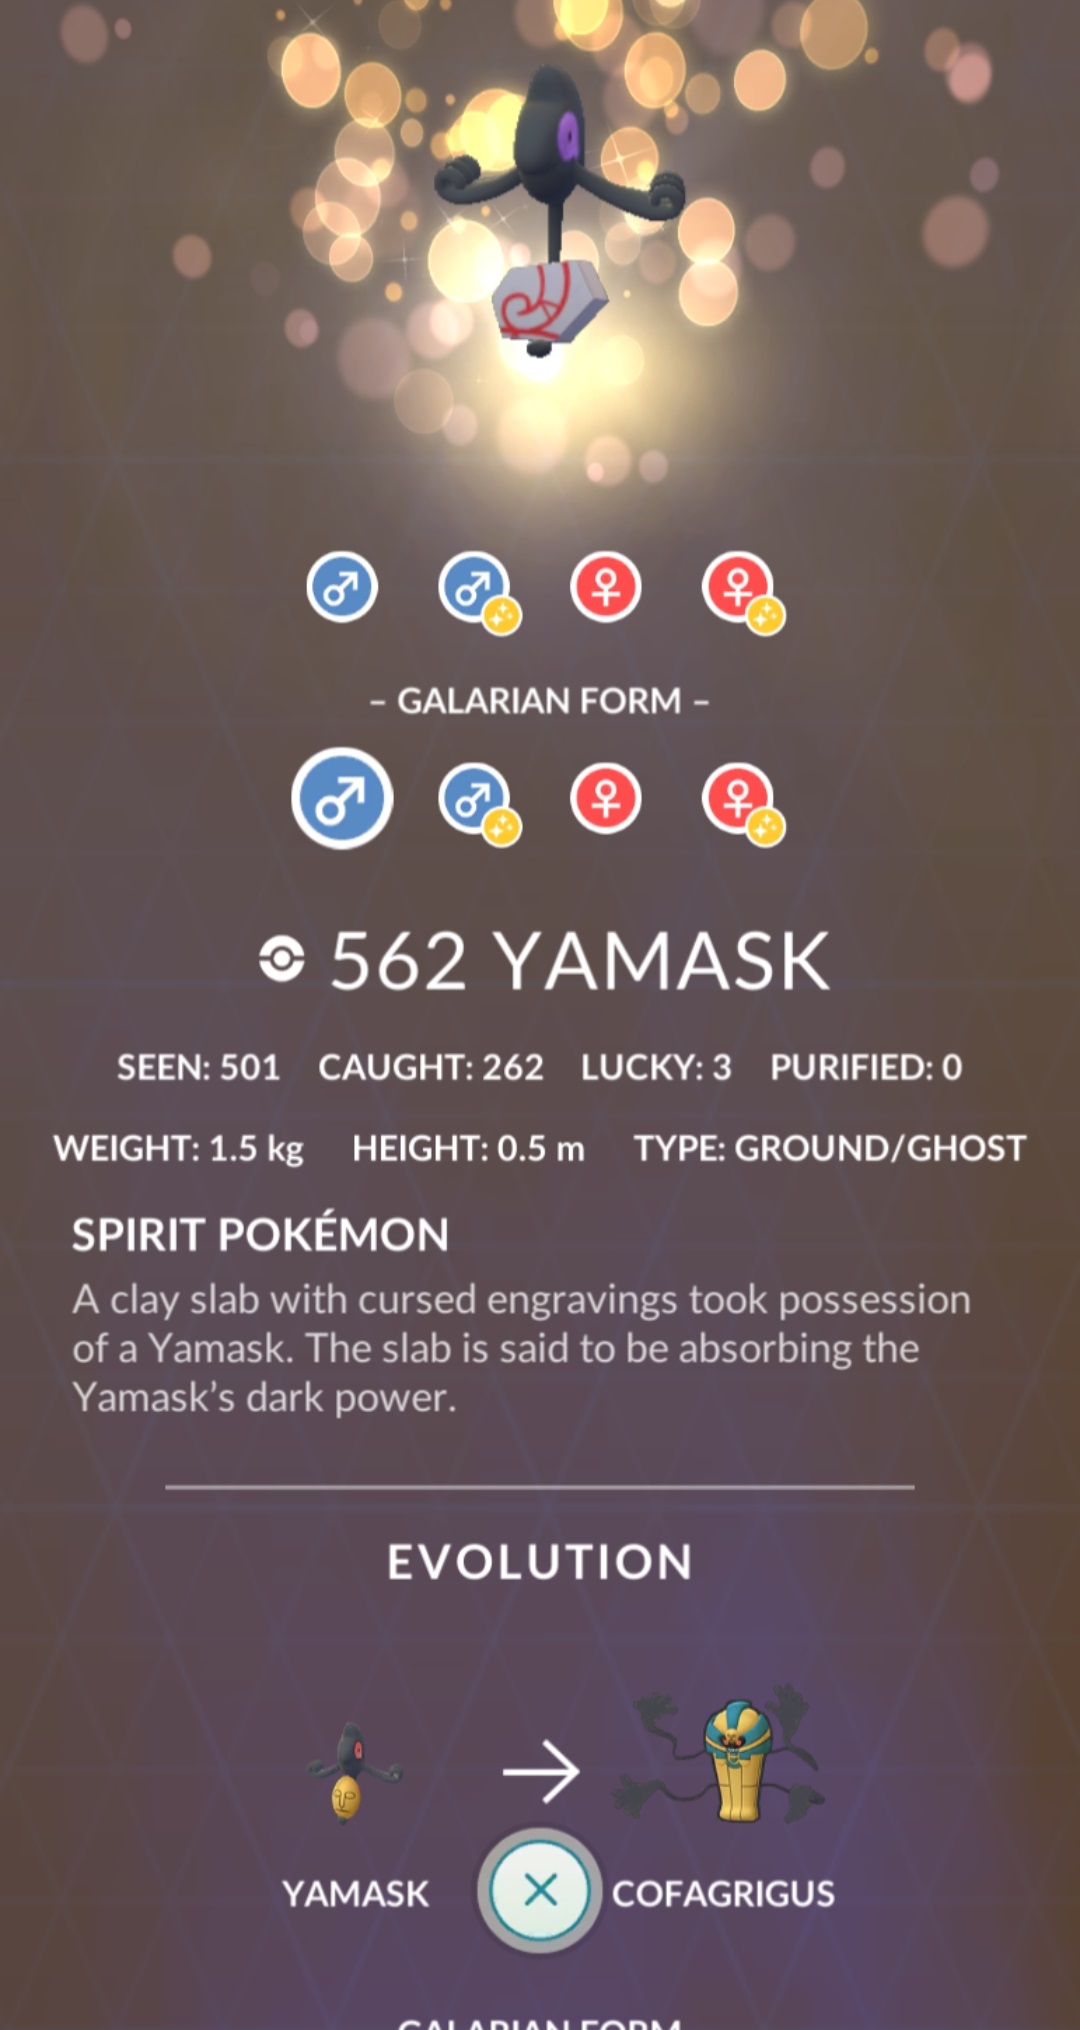 – GALARIAN FORM –
562 YAMASK
SEEN: 501 CAUGHT: 262 LUCKY: 3 PURIFIED: 0
WEIGHT: 1.5 kg HEIGHT: 0.5 m TYPE: GROUND/GHOST
SPIRIT POKÉMON
A clay slab with cursed engravings took possession
of a Yamask. The slab is said to be absorbing the
Yamask’s dark power.
EVOLUTION
YAMASK COFAGRIGUS
GALARIAN FORM